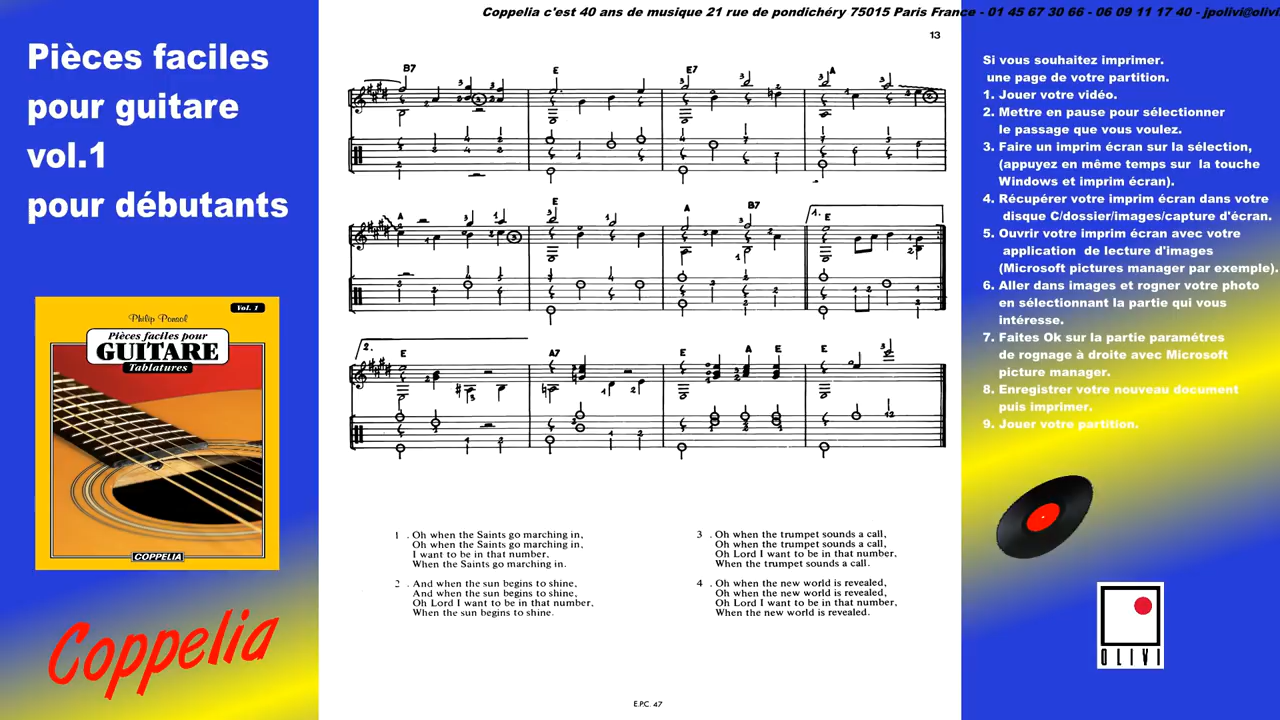 Coppelia c'est 40 ans de musique 21 rue de pondichéry 75015 Paris France - 01 45 67 30 66 - 06 09 11 17 40 - jpolivi@olivi
13
Pièces faciles
pour guitare
vol.1
pour débutants
Vol. 1
Philip Ponsol
Pièces faciles pour
GUITARE
Tablatures
COPPELIA
Coppelia
B7 E E7 A
A E A B7 1. E
2. E A7 E A E E
1 . Oh when the Saints go marching in,
Oh when the Saints go marching in,
I want to be in that number,
When the Saints go marching in.
2 . And when the sun begins to shine,
And when the sun begins to shine,
Oh Lord I want to be in that number,
When the sun begins to shine.
3 . Oh when the trumpet sounds a call,
Oh when the trumpet sounds a call,
Oh Lord I want to be in that number,
When the trumpet sounds a call.
4 . Oh when the new world is revealed,
Oh when the new world is revealed,
Oh Lord I want to be in that number,
When the new world is revealed.
E.P.C. 47
Si vous souhaitez imprimer.
une page de votre partition.
1. Jouer votre vidéo.
2. Mettre en pause pour sélectionner
le passage que vous voulez.
3. Faire un imprim écran sur la sélection,
(appuyez en même temps sur la touche
Windows et imprim écran).
4. Récupérer votre imprim écran dans votre
disque C/dossier/images/capture d'écran.
5. Ouvrir votre imprim écran avec votre
application de lecture d'images
(Microsoft pictures manager par exemple).
6. Aller dans images et rogner votre photo
en sélectionnant la partie qui vous
intéresse.
7. Faites Ok sur la partie paramétres
de rognage à droite avec Microsoft
picture manager.
8. Enregistrer votre nouveau document
puis imprimer.
9. Jouer votre partition.
OLIVI